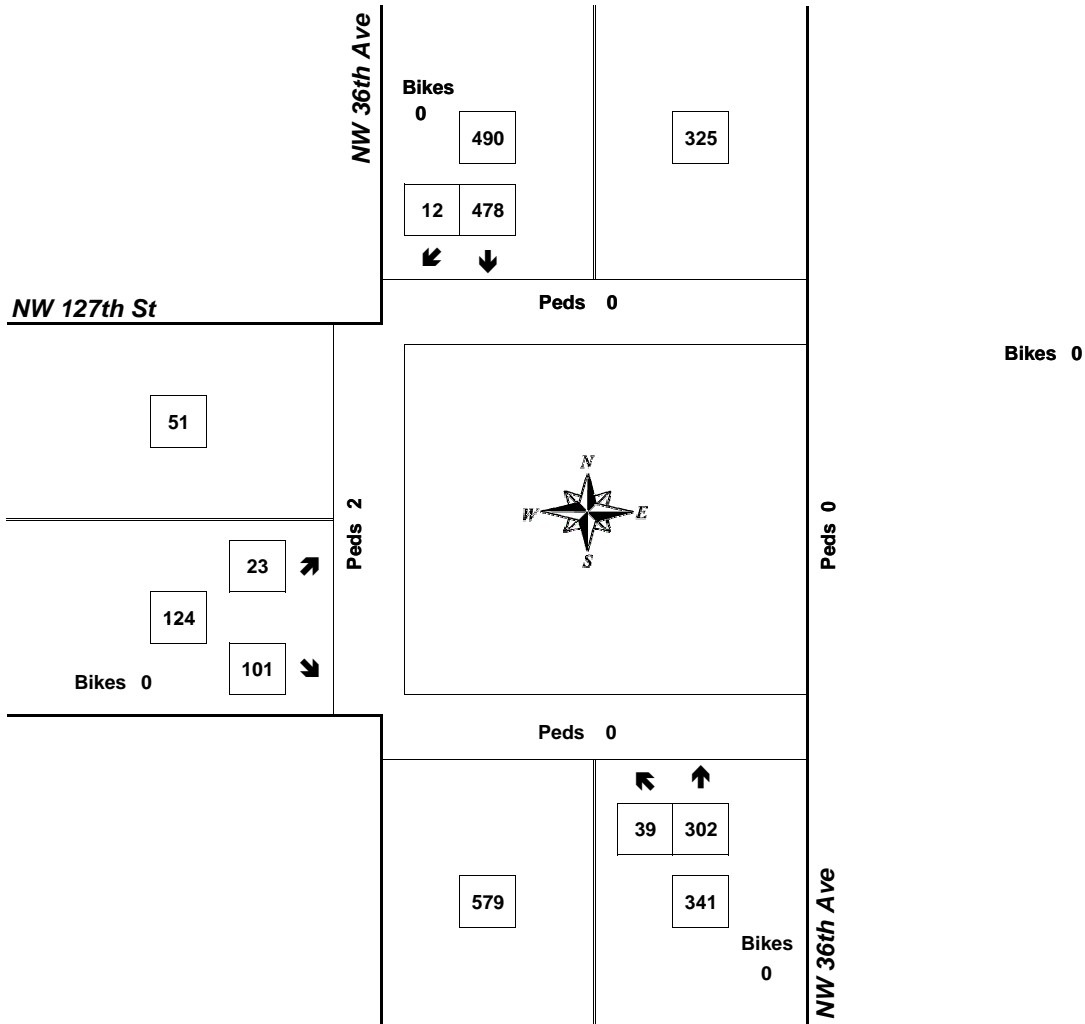 NW 36th Ave
Bikes
0
490
325
12 478
Peds 0
NW 127th St
Bikes 0
51
N
W E
S
Peds 2
Peds 0
23
124
101
Bikes 0
Peds 0
39 302
579
341
Bikes
0
NW 36th Ave